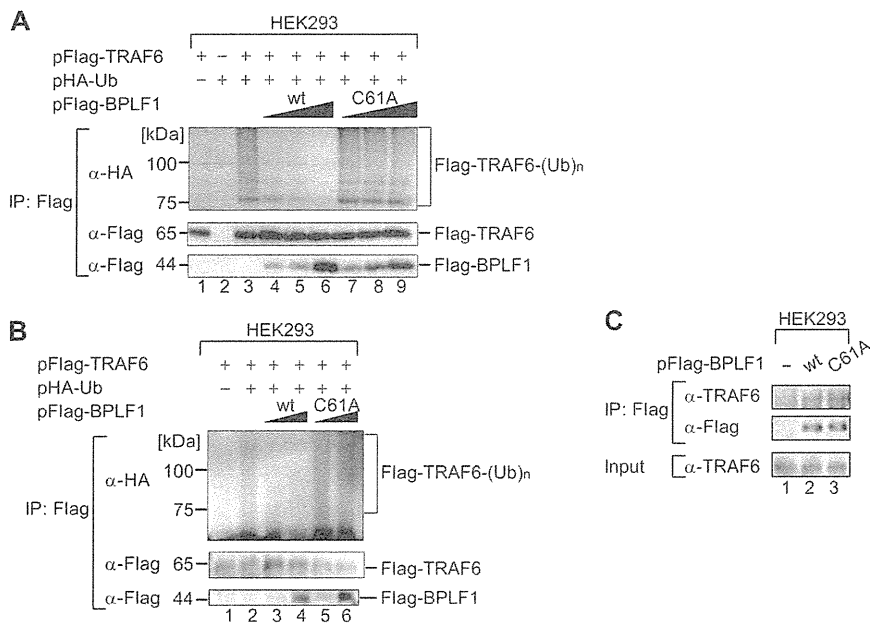 A
HEK293
pFlag-TRAF6 + – + + + + + + +
pHA-Ub – + + + + + + + +
pFlag-BPLF1 wt C61A
[kDa]
100
α-HA
75
Flag-TRAF6-(Ub)n
IP: Flag
α-Flag 65 Flag-TRAF6
α-Flag 44 Flag-BPLF1
1 2 3 4 5 6 7 8 9
B
HEK293
pFlag-TRAF6 + + + + + +
pHA-Ub – + + + + +
pFlag-BPLF1 wt C61A
[kDa]
100
α-HA
75
Flag-TRAF6-(Ub)n
IP: Flag
α-Flag 65 Flag-TRAF6
α-Flag 44 Flag-BPLF1
1 2 3 4 5 6
C
HEK293
pFlag-BPLF1 – wt C61A
IP: Flag
α-TRAF6
α-Flag
Input α-TRAF6
1 2 3